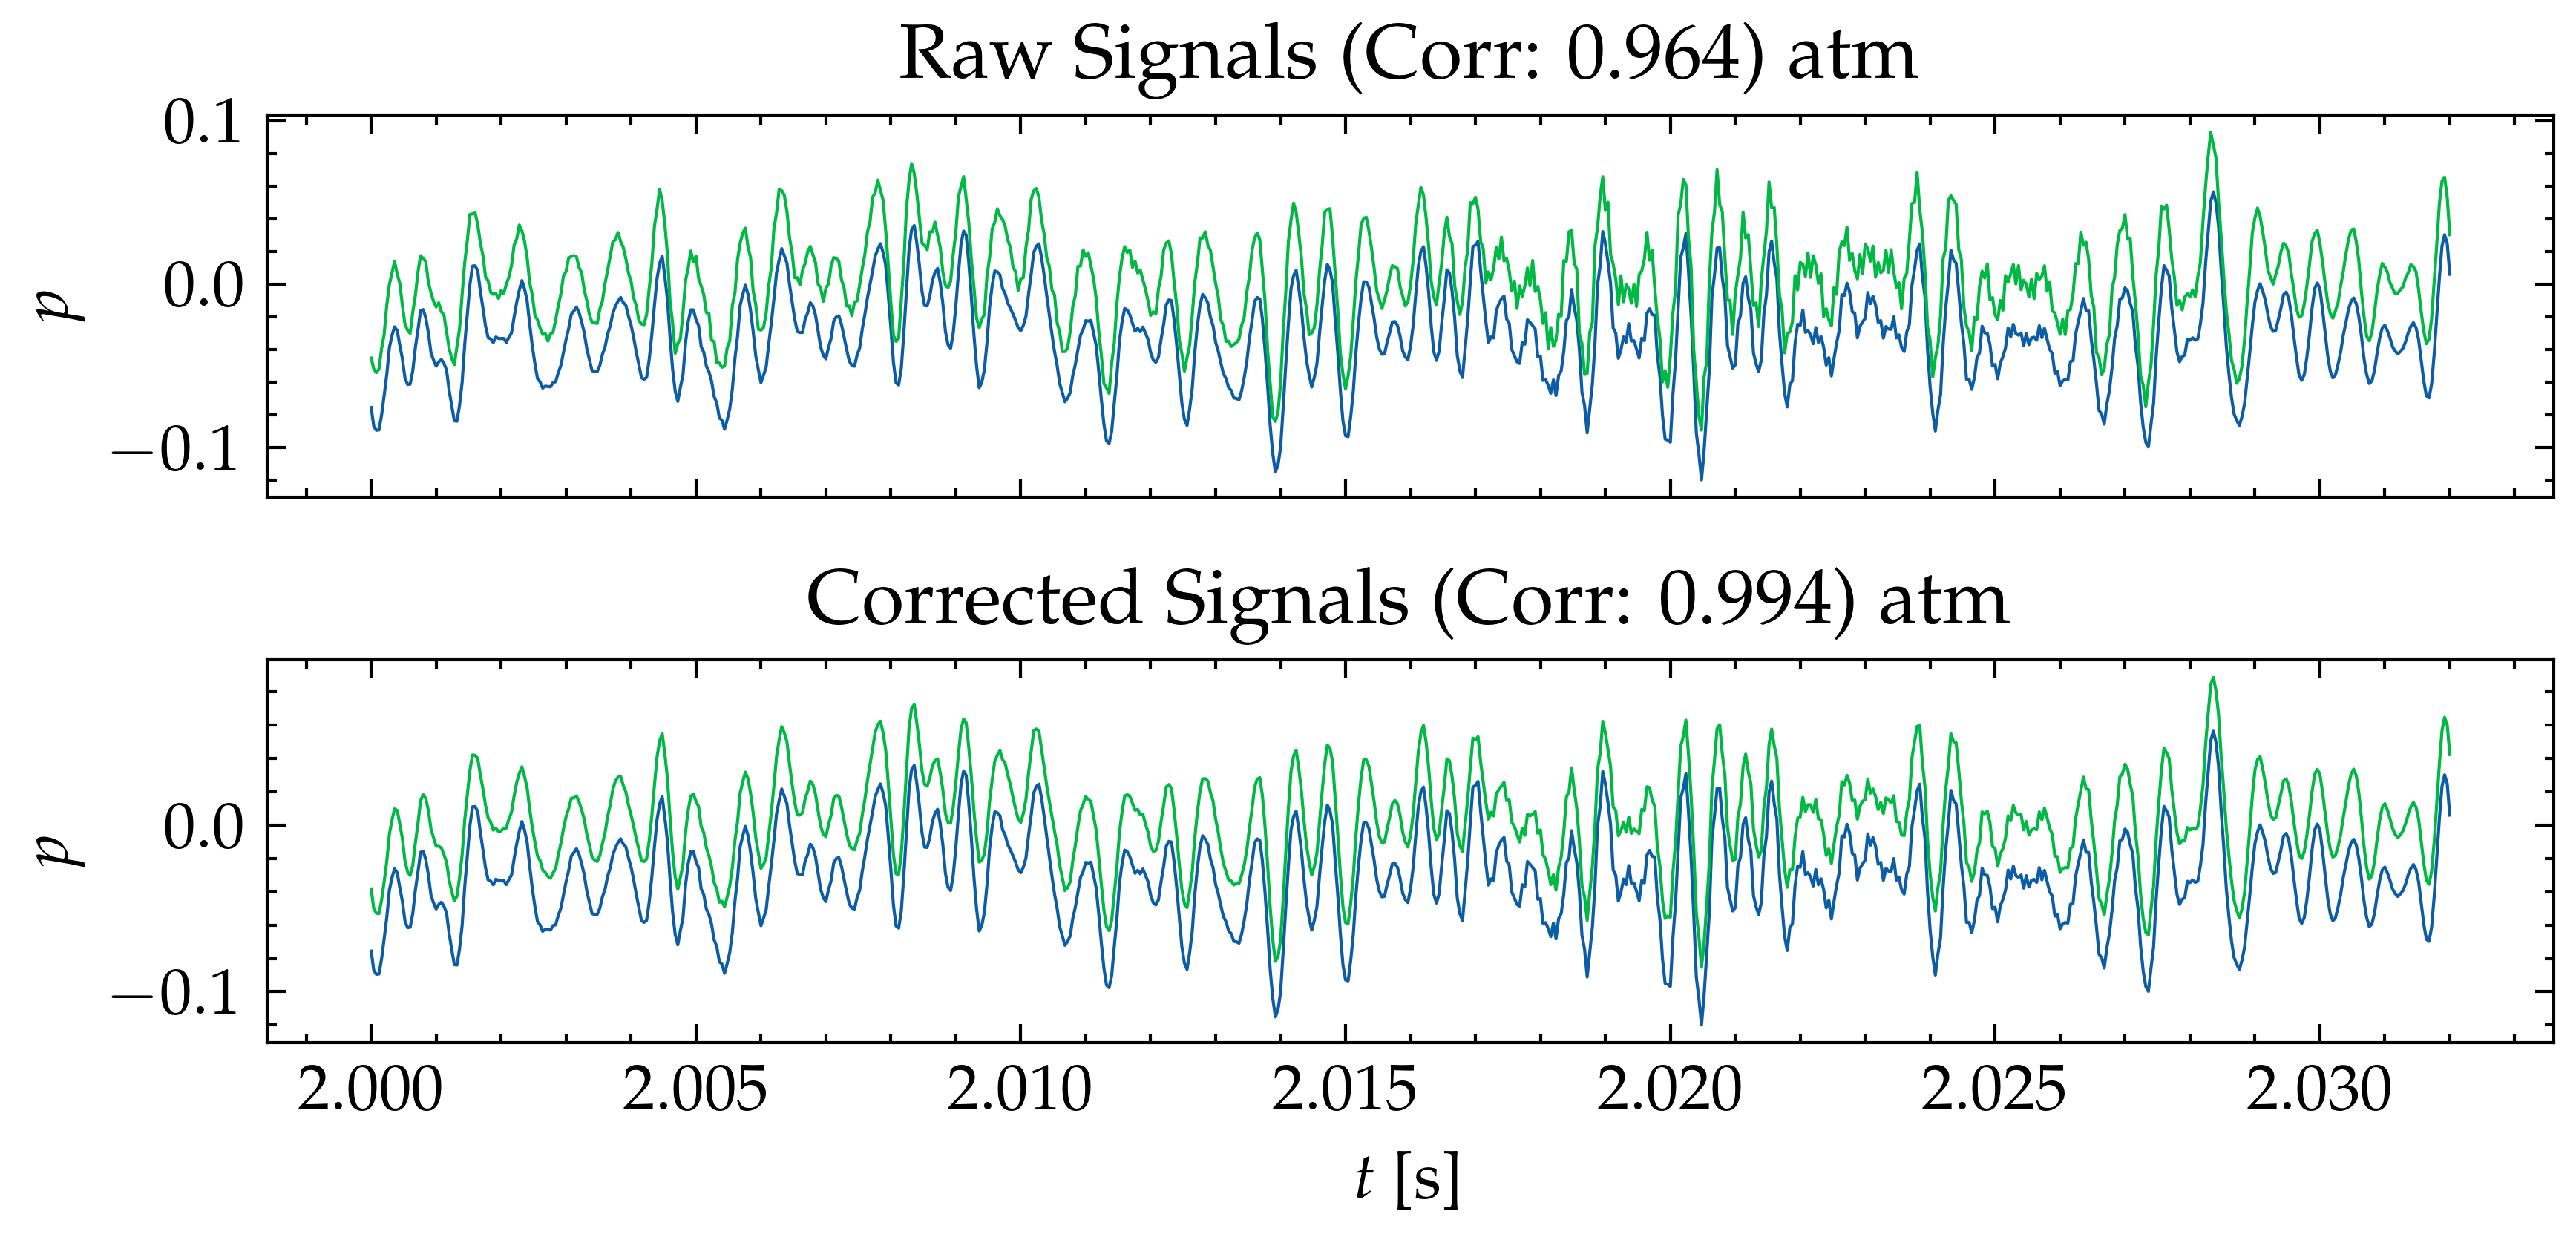 Raw Signals (Corr: 0.964) atm
0.1
0.0
−0.1
p
Corrected Signals (Corr: 0.994) atm
0.0
−0.1
p
2.000 2.005 2.010 2.015 2.020 2.025 2.030
t [s]